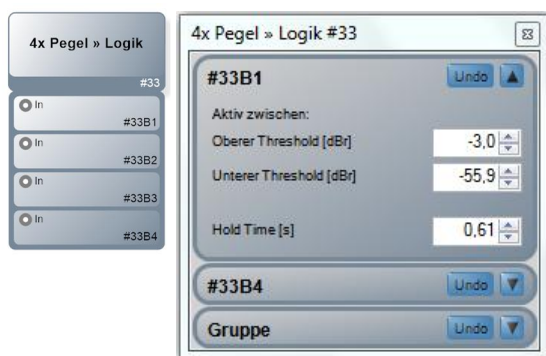 4x Pegel » Logik
#33
In
#33B1
In
#33B2
In
#33B3
In
#33B4
4x Pegel » Logik #33
#33B1
Undo
Aktiv zwischen:
Oberer Threshold [dBr]
-3,0
Unterer Threshold [dBr]
-55,9
Hold Time [s]
0,61
#33B4
Undo
Gruppe
Undo